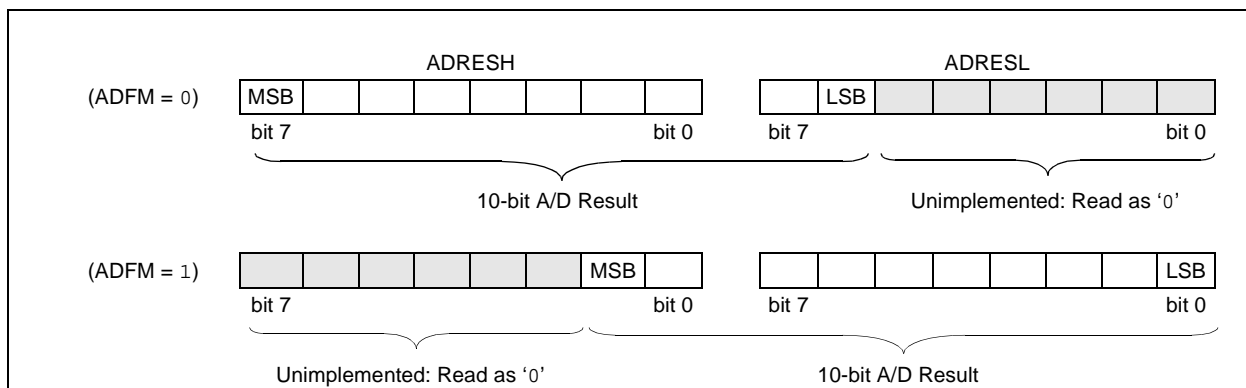 ADRESH ADRESL
(ADFM = 0) MSB LSB
bit 7 bit 0 bit 7 bit 0
10-bit A/D Result Unimplemented: Read as ‘0’
(ADFM = 1) MSB LSB
bit 7 bit 0 bit 7 bit 0
Unimplemented: Read as ‘0’ 10-bit A/D Result